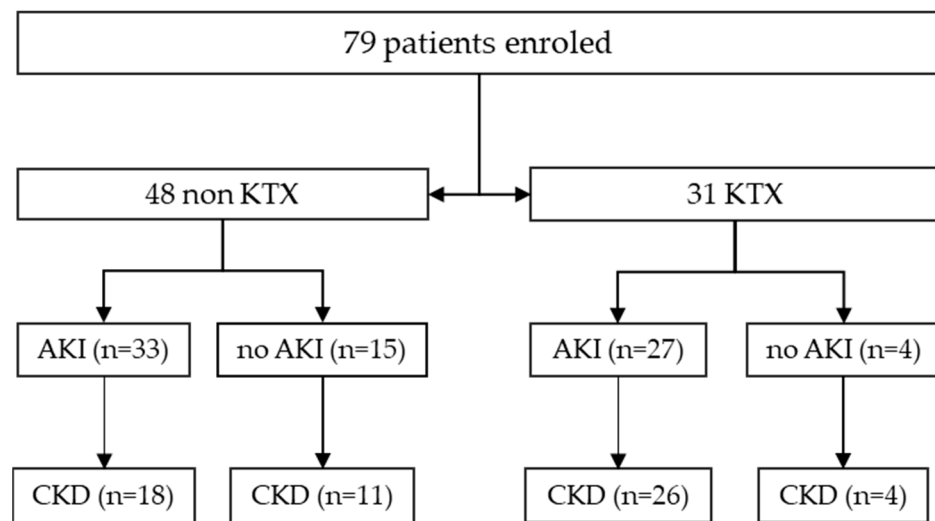 79 patients enroled
48 non KTX
31 KTX
AKI (n=33)
no AKI (n=15)
AKI (n=27)
no AKI (n=4)
CKD (n=18)
CKD (n=11)
CKD (n=26)
CKD (n=4)